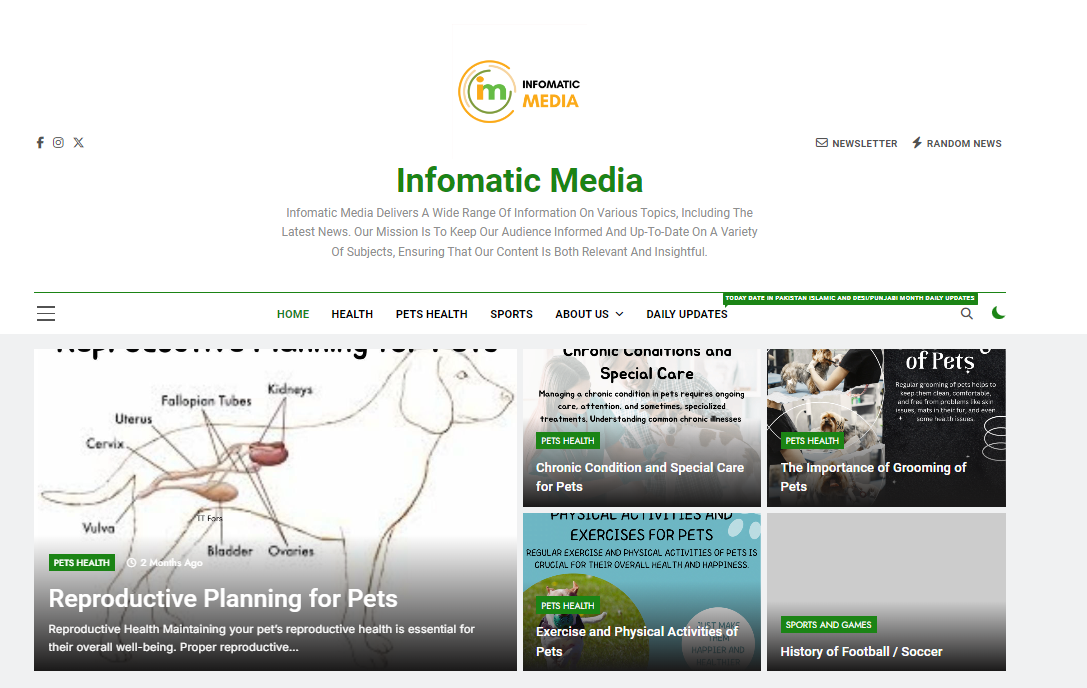 im INFOMATIC
MEDIA
NEWSLETTER RANDOM NEWS
Infomatic Media
Infomatic Media Delivers A Wide Range Of Information On Various Topics, Including The
Latest News. Our Mission Is To Keep Our Audience Informed And Up-To-Date On A Variety
Of Subjects, Ensuring That Our Content Is Both Relevant And Insightful.
TODAY DATE IN PAKISTAN ISLAMIC AND DESI/PUNJABI MONTH DAILY UPDATES
HOME HEALTH PETS HEALTH SPORTS ABOUT US DAILY UPDATES
Reproductive Planning for Pets
Kidneys
Fallopian Tubes
Uterus
Cervix
TT Fors
Vulva
Bladder Ovaries
PETS HEALTH 2 Months Ago
Reproductive Planning for Pets
Reproductive Health Maintaining your pet's reproductive health is essential for
their overall well-being. Proper reproductive...
Chronic Conditions and
Special Care
Managing a chronic condition in pets requires ongoing
care, attention, and sometimes, specialized
treatments. Understanding common chronic illnesses
PETS HEALTH
Chronic Condition and Special Care
for Pets
of Pets
Regular grooming of pets helps to
keep them clean, comfortable,
and free from problems like skin
issues, mats in their fur, and even
some health issues.
PETS HEALTH
The Importance of Grooming of
Pets
PHYSICAL ACTIVITIES AND
EXERCISES FOR PETS
REGULAR EXERCISE AND PHYSICAL ACTIVITIES OF PETS IS
CRUCIAL FOR THEIR OVERALL HEALTH AND HAPPINESS.
PETS HEALTH
JUST MAKE
THEM
HAPPIER AND
HEALTHIER
Exercise and Physical Activities of
Pets
SPORTS AND GAMES
History of Football / Soccer